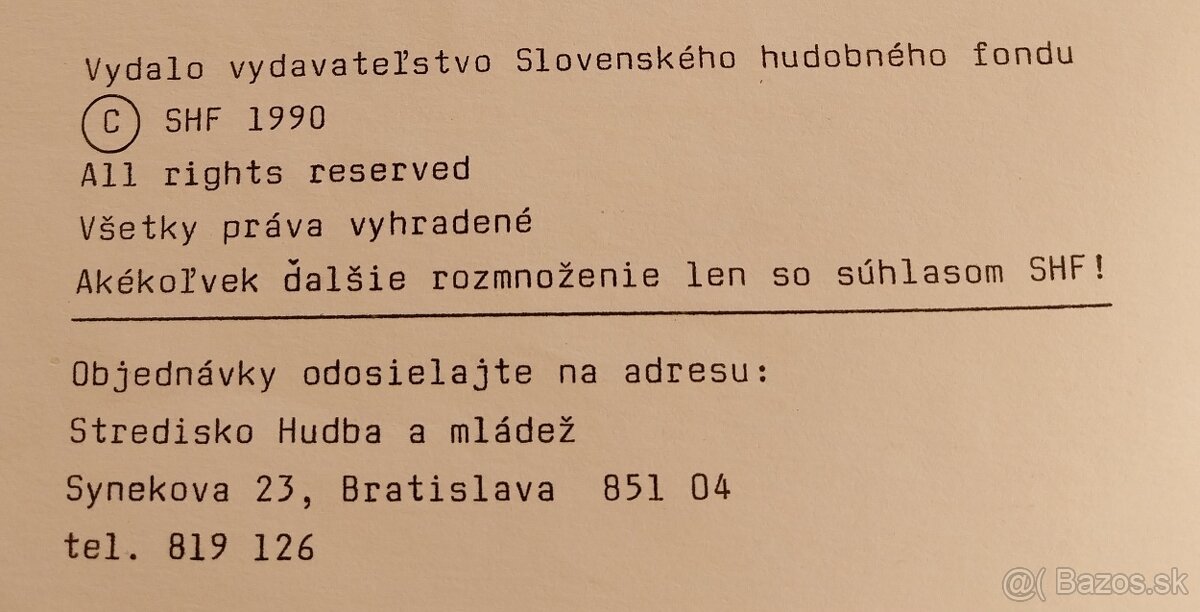 Vydalo vydavateľstvo Slovenského hudobného fondu
Ⓒ SHF 1990
All rights reserved
Všetky práva vyhradené
Akékoľvek ďalšie rozmnoženie len so súhlasom SHF!
Objednávky odosielajte na adresu:
Stredisko Hudba a mládež
Synekova 23, Bratislava 851 04
tel. 819 126
@( Bazos.sk